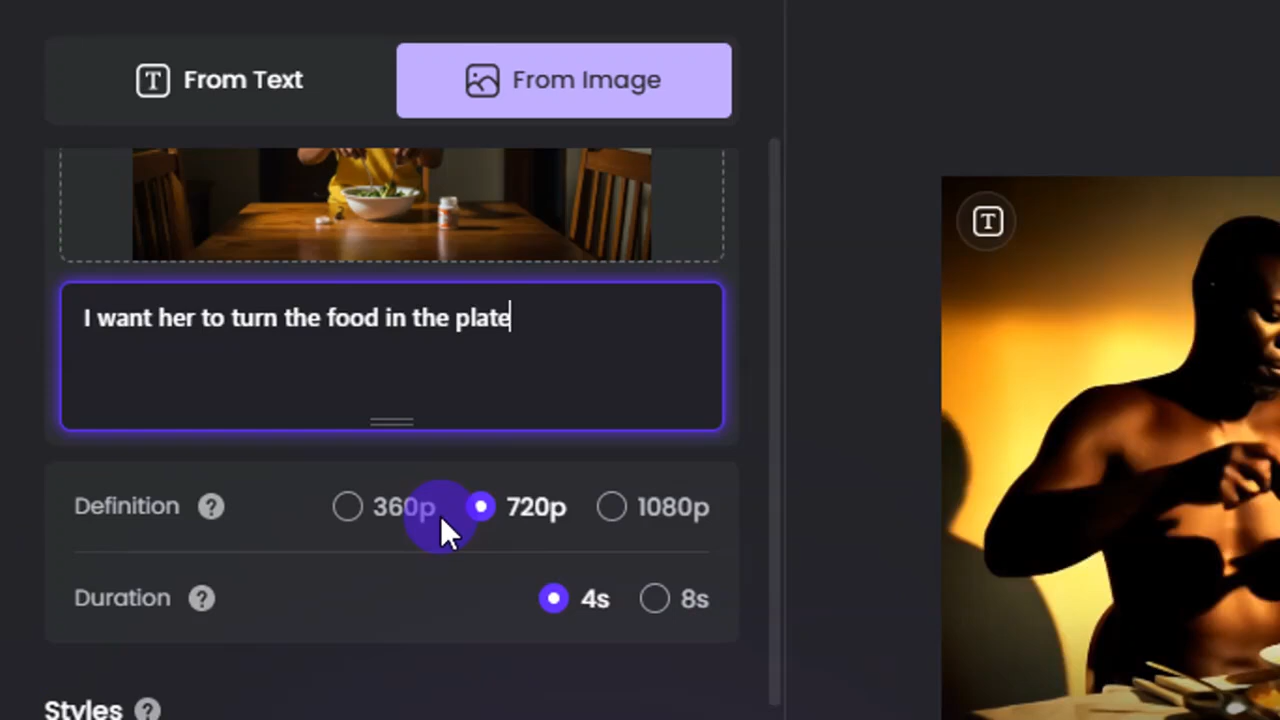 From Text
From Image
I want her to turn the food in the plate
Definition ? 360p 720p 1080p
Duration ? 4s 8s
Styles ?